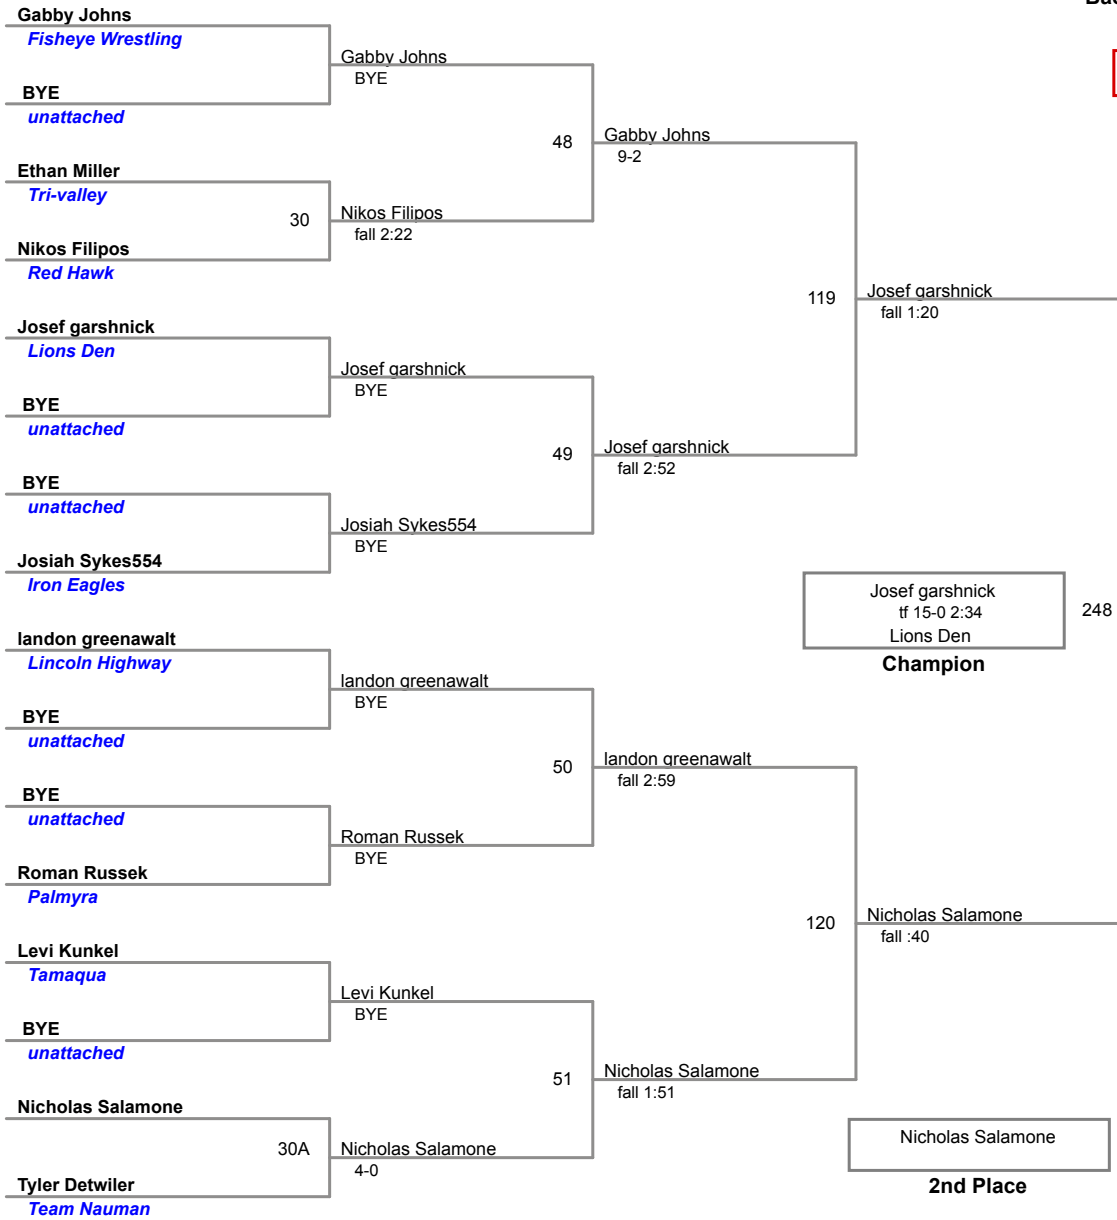 Gabby Johns
Fisheye Wrestling
BYE
unattached
Ethan Miller
Tri-valley
30
Nikos Filipos
Red Hawk
Josef garshnick
Lions Den
BYE
unattached
BYE
unattached
Josiah Sykes554
Iron Eagles
landon greenawalt
Lincoln Highway
BYE
unattached
BYE
unattached
Roman Russek
Palmyra
Levi Kunkel
Tamaqua
BYE
unattached
Nicholas Salamone
30A
Tyler Detwiler
Team Nauman
Gabby Johns
BYE
48
Nikos Filipos
fall 2:22
Josef garshnick
BYE
49
Josiah Sykes554
BYE
landon greenawalt
BYE
50
Roman Russek
BYE
Levi Kunkel
BYE
51
Nicholas Salamone
4-0
Gabby Johns
9-2
119
Josef garshnick
fall 2:52
landon greenawalt
fall 2:59
120
Nicholas Salamone
fall 1:51
Josef garshnick
fall 1:20
Josef garshnick
tf 15-0 2:34
Lions Den
248
Champion
Nicholas Salamone
fall :40
Nicholas Salamone
2nd Place